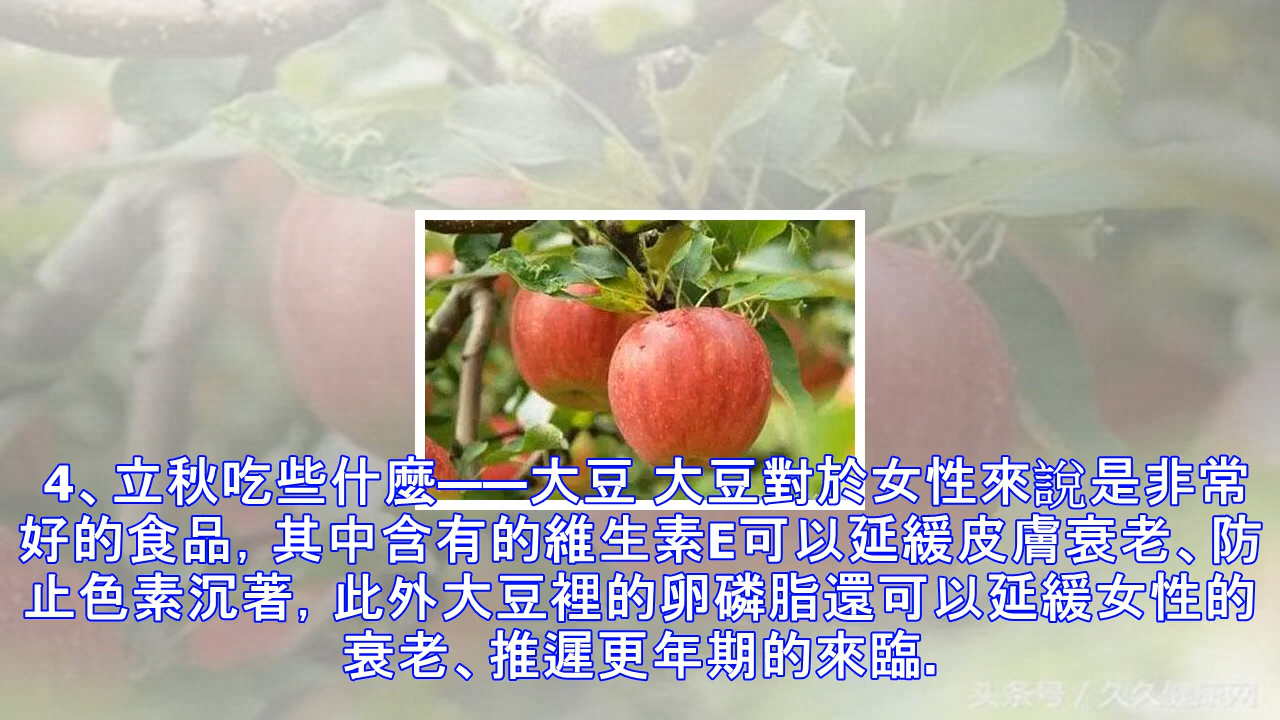 4、立秋吃些什麼——大豆 大豆對於女性來說是非常
好的食品, 其中含有的維生素E可以延緩皮膚衰老、防
止色素沉著, 此外大豆裡的卵磷脂還可以延緩女性的
衰老、推遲更年期的來臨.
头条号 / 久久健康网